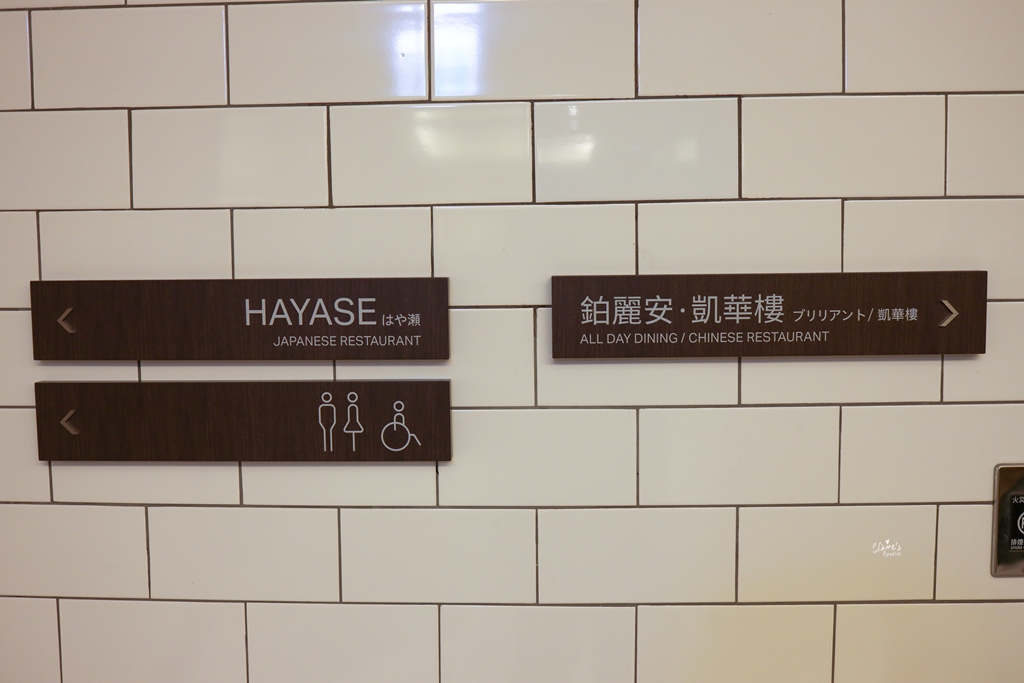 HAYASE はや瀬
JAPANESE RESTAURANT
鉑麗安·凱華樓 ブリリアント/ 凱華樓
ALL DAY DINING / CHINESE RESTAURANT
Claire's